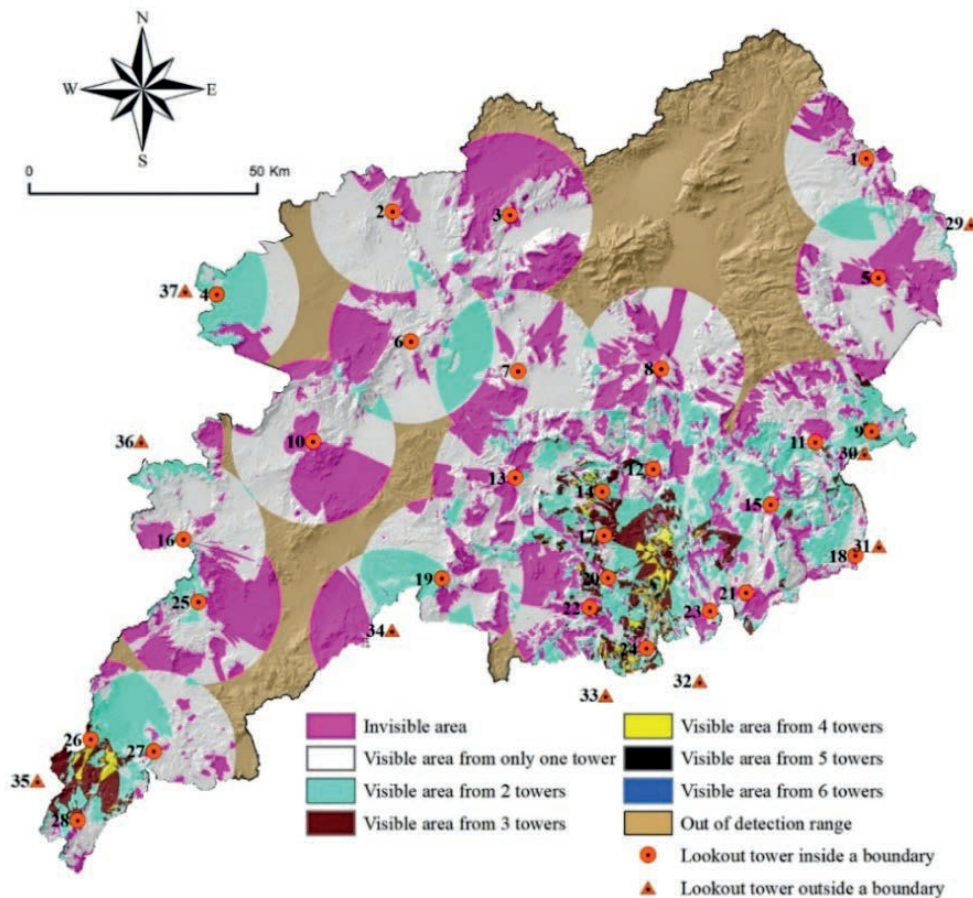 N
W E
S
0 50 Km
1
2
3
29
5
37 4
6
7
8
10
36
9
11
30
13
12
14
15
16
17
31
18
19
20
25
21
22
23
34
24
33
32
26
27
35
28
Invisible area
Visible area from only one tower
Visible area from 2 towers
Visible area from 3 towers
Visible area from 4 towers
Visible area from 5 towers
Visible area from 6 towers
Out of detection range
Lookout tower inside a boundary
Lookout tower outside a boundary